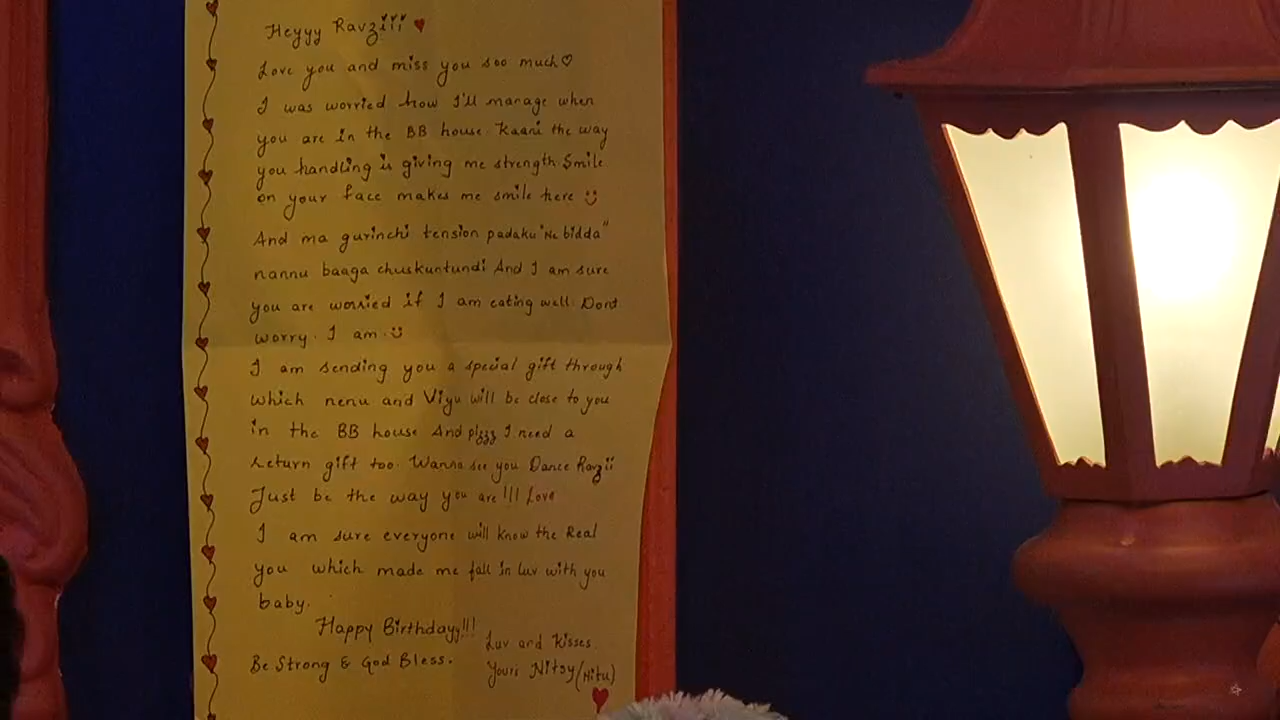 Heyyy Ravziii ♥
Love you and miss you soo much♡
I was worried how I'll manage when
you are in the BB house. Kaani the way
you handling is giving me strength. Smile
on your face makes me smile here ☺
And ma gurinchi tension padaku "Ne bidda"
nannu baaga chuskuntundi And I am sure
you are worried if I am eating well. Dont
worry. I am.☺
I am sending you a special gift through
which nenu and Viyu will be close to you
in the BB house And plzzz I need a
return gift too. Wanna see you Dance Ravzii
Just be the way you are!!! Love
I am sure everyone will know the Real
you which made me fall in luv with you
baby.
Happy Birthdayy!!!
Be Strong & God Bless.
Luv and Kisses.
Yours Nitsy (Nitu)
♥